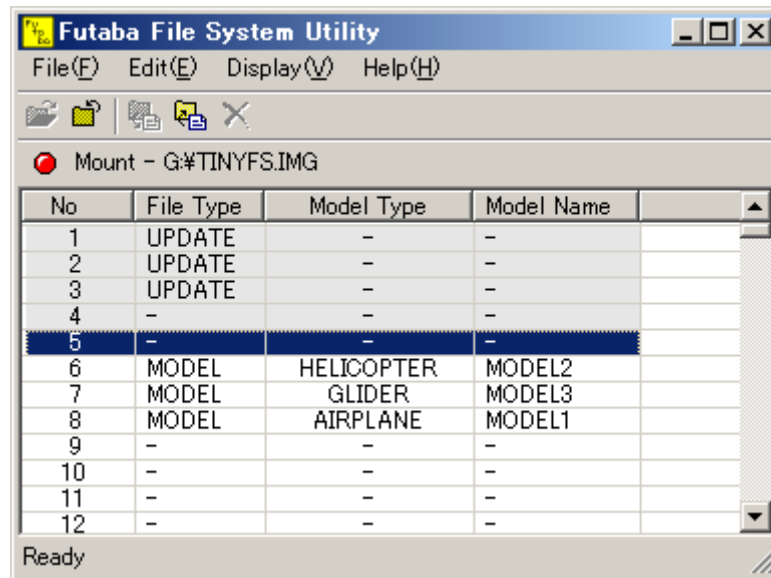 Futaba File System Utility
File(F) Edit(E) Display(V) Help(H)
Mount - G:¥TINYFS.IMG
No File Type Model Type Model Name
1 UPDATE - -
2 UPDATE - -
3 UPDATE - -
4 - - -
5 - - -
6 MODEL HELICOPTER MODEL2
7 MODEL GLIDER MODEL3
8 MODEL AIRPLANE MODEL1
9 - - -
10 - - -
11 - - -
12 - - -
Ready